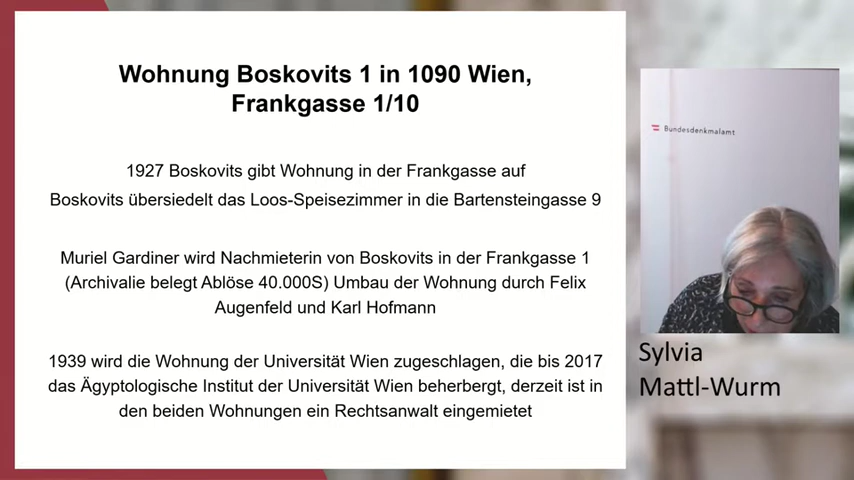 Wohnung Boskovits 1 in 1090 Wien,
Frankgasse 1/10
1927 Boskovits gibt Wohnung in der Frankgasse auf
Boskovits übersiedelt das Loos-Speisezimmer in die Bartensteingasse 9
Muriel Gardiner wird Nachmieterin von Boskovits in der Frankgasse 1
(Archivalie belegt Ablöse 40.000S) Umbau der Wohnung durch Felix
Augenfeld und Karl Hofmann
1939 wird die Wohnung der Universität Wien zugeschlagen, die bis 2017
das Ägyptologische Institut der Universität Wien beherbergt, derzeit ist in
den beiden Wohnungen ein Rechtsanwalt eingemietet
Bundesdenkmalamt
Sylvia
Mattl-Wurm